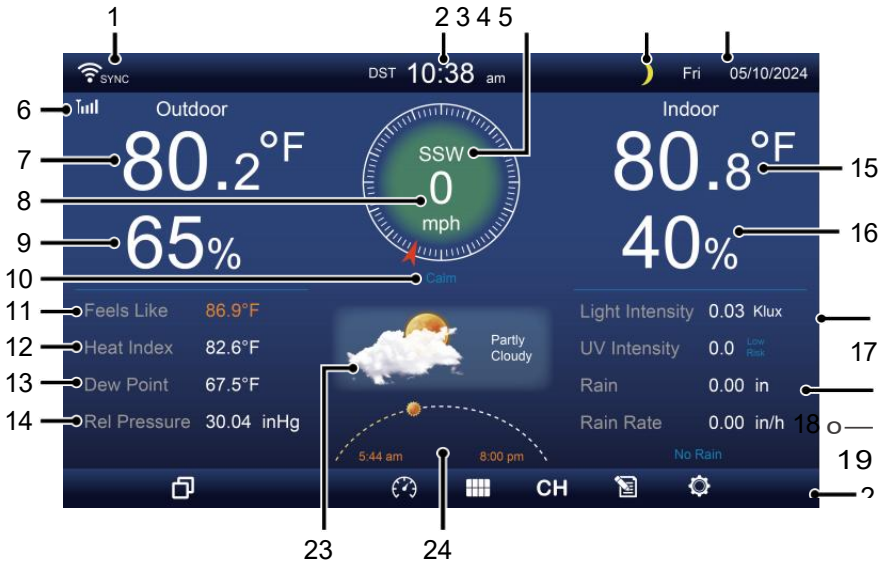 1 2 3 4 5
SYNC DST 10:38 am Fri 05/10/2024
6 Outdoor Indoor
7 80.2°F SSW 80.8°F 15
8 0
mph
9 65% 40% 16
10 Calm
11 Feels Like 86.9°F Light Intensity 0.03 Klux
12 Heat Index 82.6°F Partly Cloudy UV Intensity 0.0 Low Risk 17
13 Dew Point 67.5°F Rain 0.00 in
14 Rel Pressure 30.04 inHg Rain Rate 0.00 in/h 18 o—
5:44 am 8:00 pm No Rain 19
CH 2
23 24